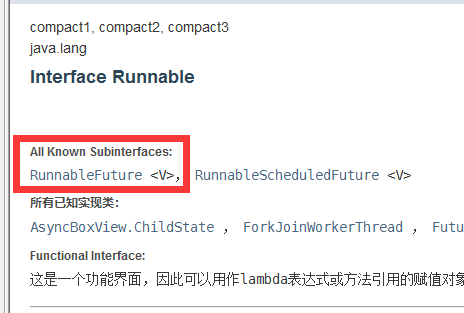 compact1, compact2, compact3
java.lang
Interface Runnable
All Known Subinterfaces:
RunnableFuture <V>， RunnableScheduledFuture <V>
所有已知实现类：
AsyncBoxView.ChildState ， ForkJoinWorkerThread ， Futu
Functional Interface:
这是一个功能界面，因此可以用作lambda表达式或方法引用的赋值对象